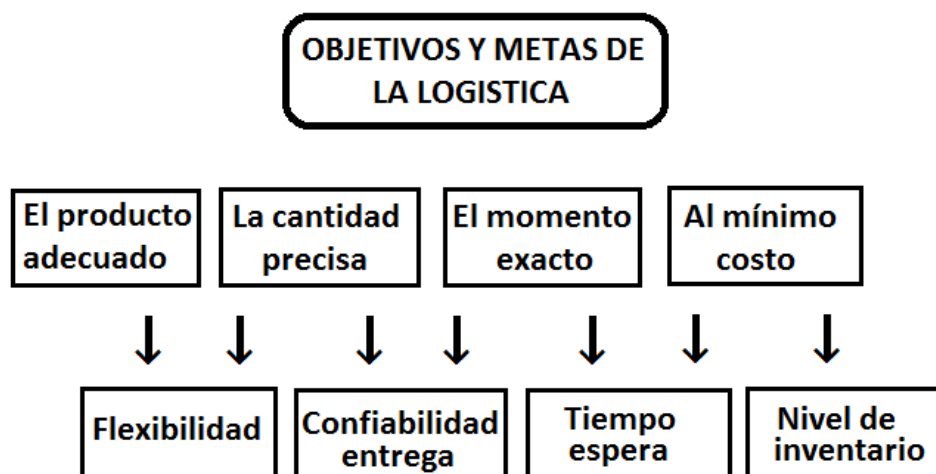 OBJETIVOS Y METAS DE
LA LOGISTICA
El producto
adecuado
La cantidad
precisa
El momento
exacto
Al mínimo
costo
Flexibilidad
Confiabilidad
entrega
Tiempo
espera
Nivel de
inventario